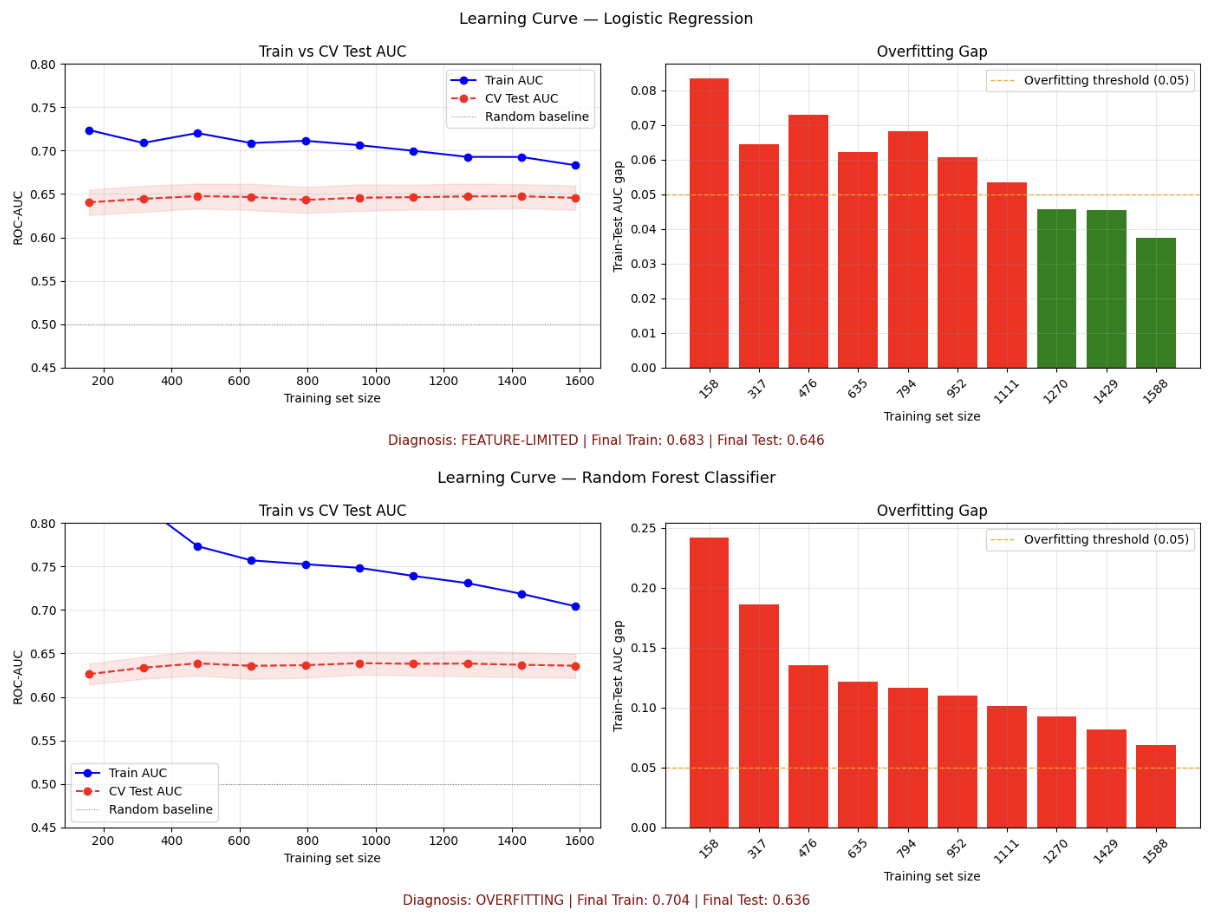 Learning Curve — Logistic Regression
Train vs CV Test AUC
Train AUC
CV Test AUC
Random baseline
0.80
0.75
0.70
0.65
0.60
0.55
0.50
0.45
ROC-AUC
200 400 600 800 1000 1200 1400 1600
Training set size
Overfitting Gap
Overfitting threshold (0.05)
0.08
0.07
0.06
0.05
0.04
0.03
0.02
0.01
0.00
Train-Test AUC gap
158 317 476 635 794 952 1111 1270 1429 1588
Training set size
Diagnosis: FEATURE-LIMITED | Final Train: 0.683 | Final Test: 0.646
Learning Curve — Random Forest Classifier
Train vs CV Test AUC
0.80
0.75
0.70
0.65
0.60
0.55
0.50
0.45
ROC-AUC
Train AUC
CV Test AUC
Random baseline
200 400 600 800 1000 1200 1400 1600
Training set size
Overfitting Gap
Overfitting threshold (0.05)
0.25
0.20
0.15
0.10
0.05
0.00
Train-Test AUC gap
158 317 476 635 794 952 1111 1270 1429 1588
Training set size
Diagnosis: OVERFITTING | Final Train: 0.704 | Final Test: 0.636